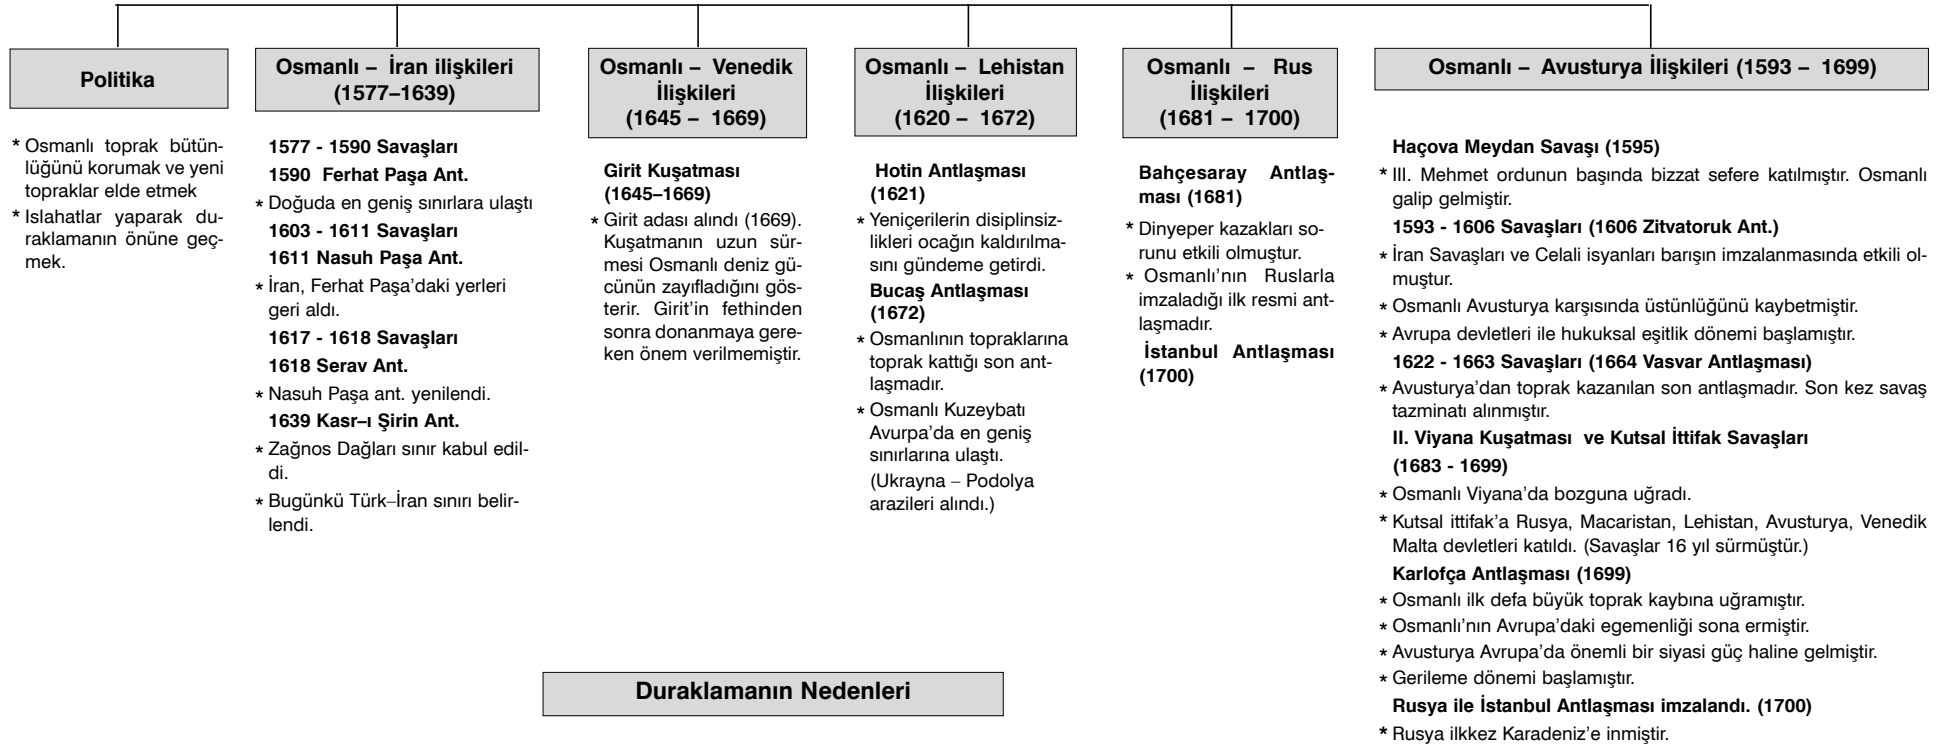 Politika
* Osmanlı toprak bütün-
lüğünü korumak ve yeni
topraklar elde etmek
* Islahatlar yaparak du-
raklamanın önüne geç-
mek.
Osmanlı – İran ilişkileri
(1577–1639)
1577 - 1590 Savaşları
1590 Ferhat Paşa Ant.
* Doğuda en geniş sınırlara ulaştı
1603 - 1611 Savaşları
1611 Nasuh Paşa Ant.
* İran, Ferhat Paşa'daki yerleri
geri aldı.
1617 - 1618 Savaşları
1618 Serav Ant.
* Nasuh Paşa ant. yenilendi.
1639 Kasr–ı Şirin Ant.
* Zağnos Dağları sınır kabul edil-
di.
* Bugünkü Türk–İran sınırı belir-
lendi.
Osmanlı – Venedik
İlişkileri
(1645 – 1669)
Girit Kuşatması
(1645–1669)
* Girit adası alındı (1669).
Kuşatmanın uzun sür-
mesi Osmanlı deniz gü-
cünün zayıfladığını gös-
terir. Girit'in fethinden
sonra donanmaya gere-
ken önem verilmemiştir.
Osmanlı – Lehistan
İlişkileri
(1620 – 1672)
Hotin Antlaşması
(1621)
* Yeniçerilerin disiplinsiz-
likleri ocağın kaldırılma-
sını gündeme getirdi.
Bucaş Antlaşması
(1672)
* Osmanlının topraklarına
toprak kattığı son ant-
laşmadır.
* Osmanlı Kuzeybatı
Avurpa'da en geniş
sınırlarına ulaştı.
(Ukrayna – Podolya
arazileri alındı.)
Osmanlı – Rus
İlişkileri
(1681 – 1700)
Bahçesaray Antlaş-
ması (1681)
* Dinyeper kazakları so-
runu etkili olmuştur.
* Osmanlı'nın Ruslarla
imzaladığı ilk resmi ant-
laşmadır.
İstanbul Antlaşması
(1700)
Osmanlı – Avusturya İlişkileri (1593 – 1699)
Haçova Meydan Savaşı (1595)
* III. Mehmet ordunun başında bizzat sefere katılmıştır. Osmanlı
galip gelmiştir.
1593 - 1606 Savaşları (1606 Zitvatoruk Ant.)
* İran Savaşları ve Celali isyanları barışın imzalanmasında etkili ol-
muştur.
* Osmanlı Avusturya karşısında üstünlüğünü kaybetmiştir.
* Avrupa devletleri ile hukuksal eşitlik dönemi başlamıştır.
1622 - 1663 Savaşları (1664 Vasvar Antlaşması)
* Avusturya'dan toprak kazanılan son antlaşmadır. Son kez savaş
tazminatı alınmıştır.
II. Viyana Kuşatması ve Kutsal İttifak Savaşları
(1683 - 1699)
* Osmanlı Viyana'da bozguna uğradı.
* Kutsal ittifak'a Rusya, Macaristan, Lehistan, Avusturya, Venedik
Malta devletleri katıldı. (Savaşlar 16 yıl sürmüştür.)
Karlofça Antlaşması (1699)
* Osmanlı ilk defa büyük toprak kaybına uğramıştır.
* Osmanlı'nın Avrupa'daki egemenliği sona ermiştir.
* Avusturya Avrupa'da önemli bir siyasi güç haline gelmiştir.
* Gerileme dönemi başlamıştır.
Rusya ile İstanbul Antlaşması imzalandı. (1700)
* Rusya ilkkez Karadeniz'e inmiştir.
Duraklamanın Nedenleri